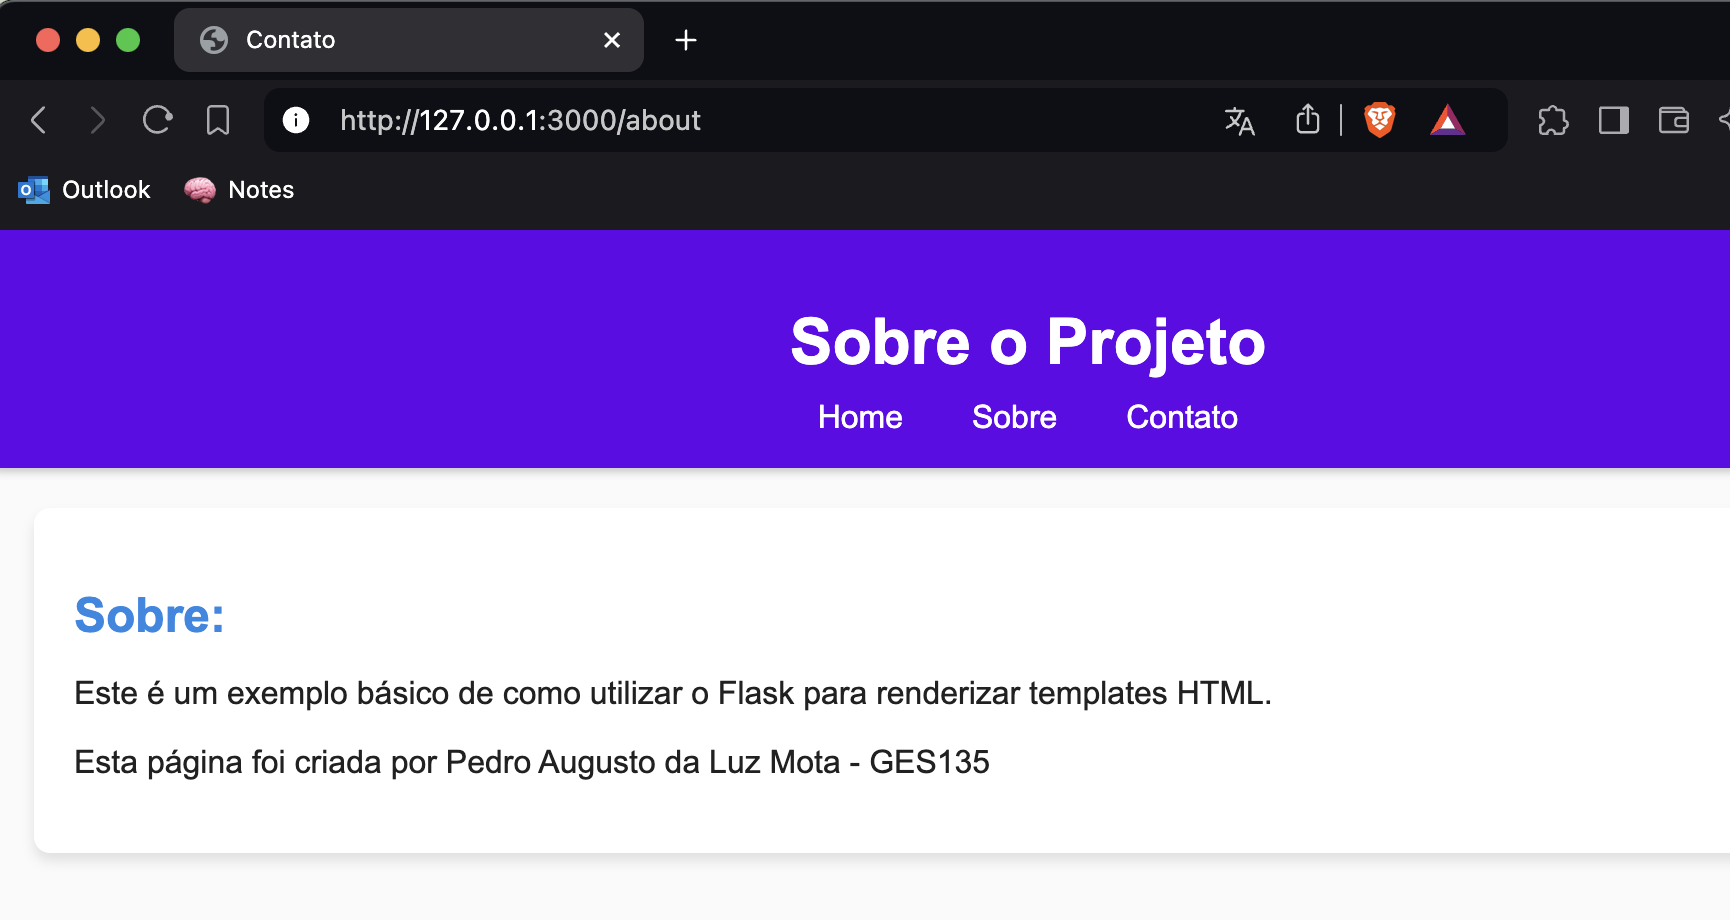 Contato
http://127.0.0.1:3000/about
Outlook Notes
Sobre o Projeto
Home Sobre Contato
Sobre:
Este é um exemplo básico de como utilizar o Flask para renderizar templates HTML.
Esta página foi criada por Pedro Augusto da Luz Mota - GES135